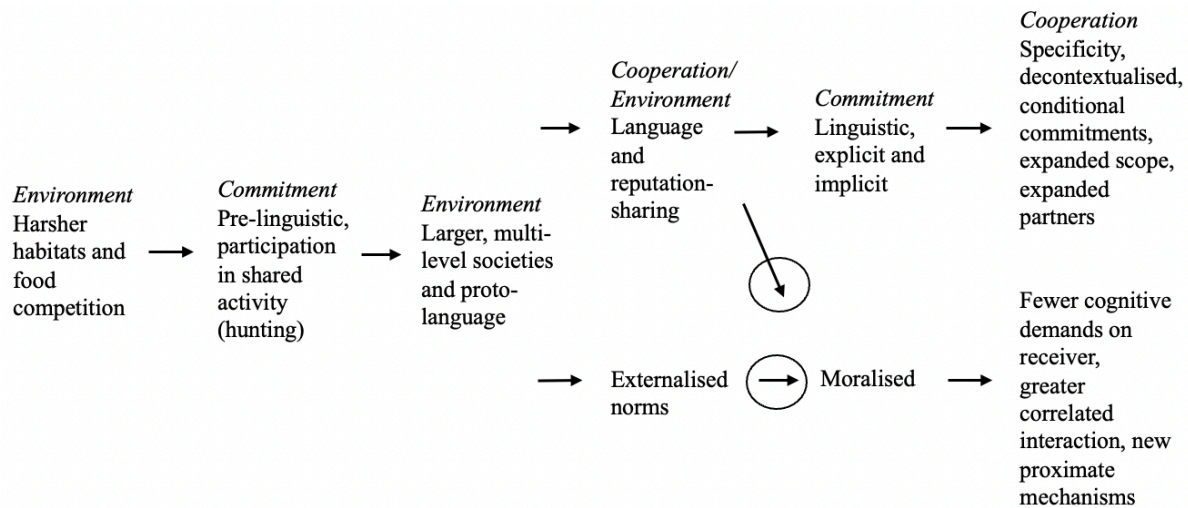 Environment
Harsher
habitats and
food
competition
Commitment
Pre-linguistic,
participation
in shared
activity
(hunting)
Environment
Larger, multi-
level societies
and proto-
language
Cooperation/
Environment
Language
and
reputation-
sharing
Commitment
Linguistic,
explicit and
implicit
Cooperation
Specificity,
decontextualised,
conditional
commitments,
expanded scope,
expanded
partners
Externalised
norms
Moralised
Fewer cognitive
demands on
receiver,
greater
correlated
interaction, new
proximate
mechanisms